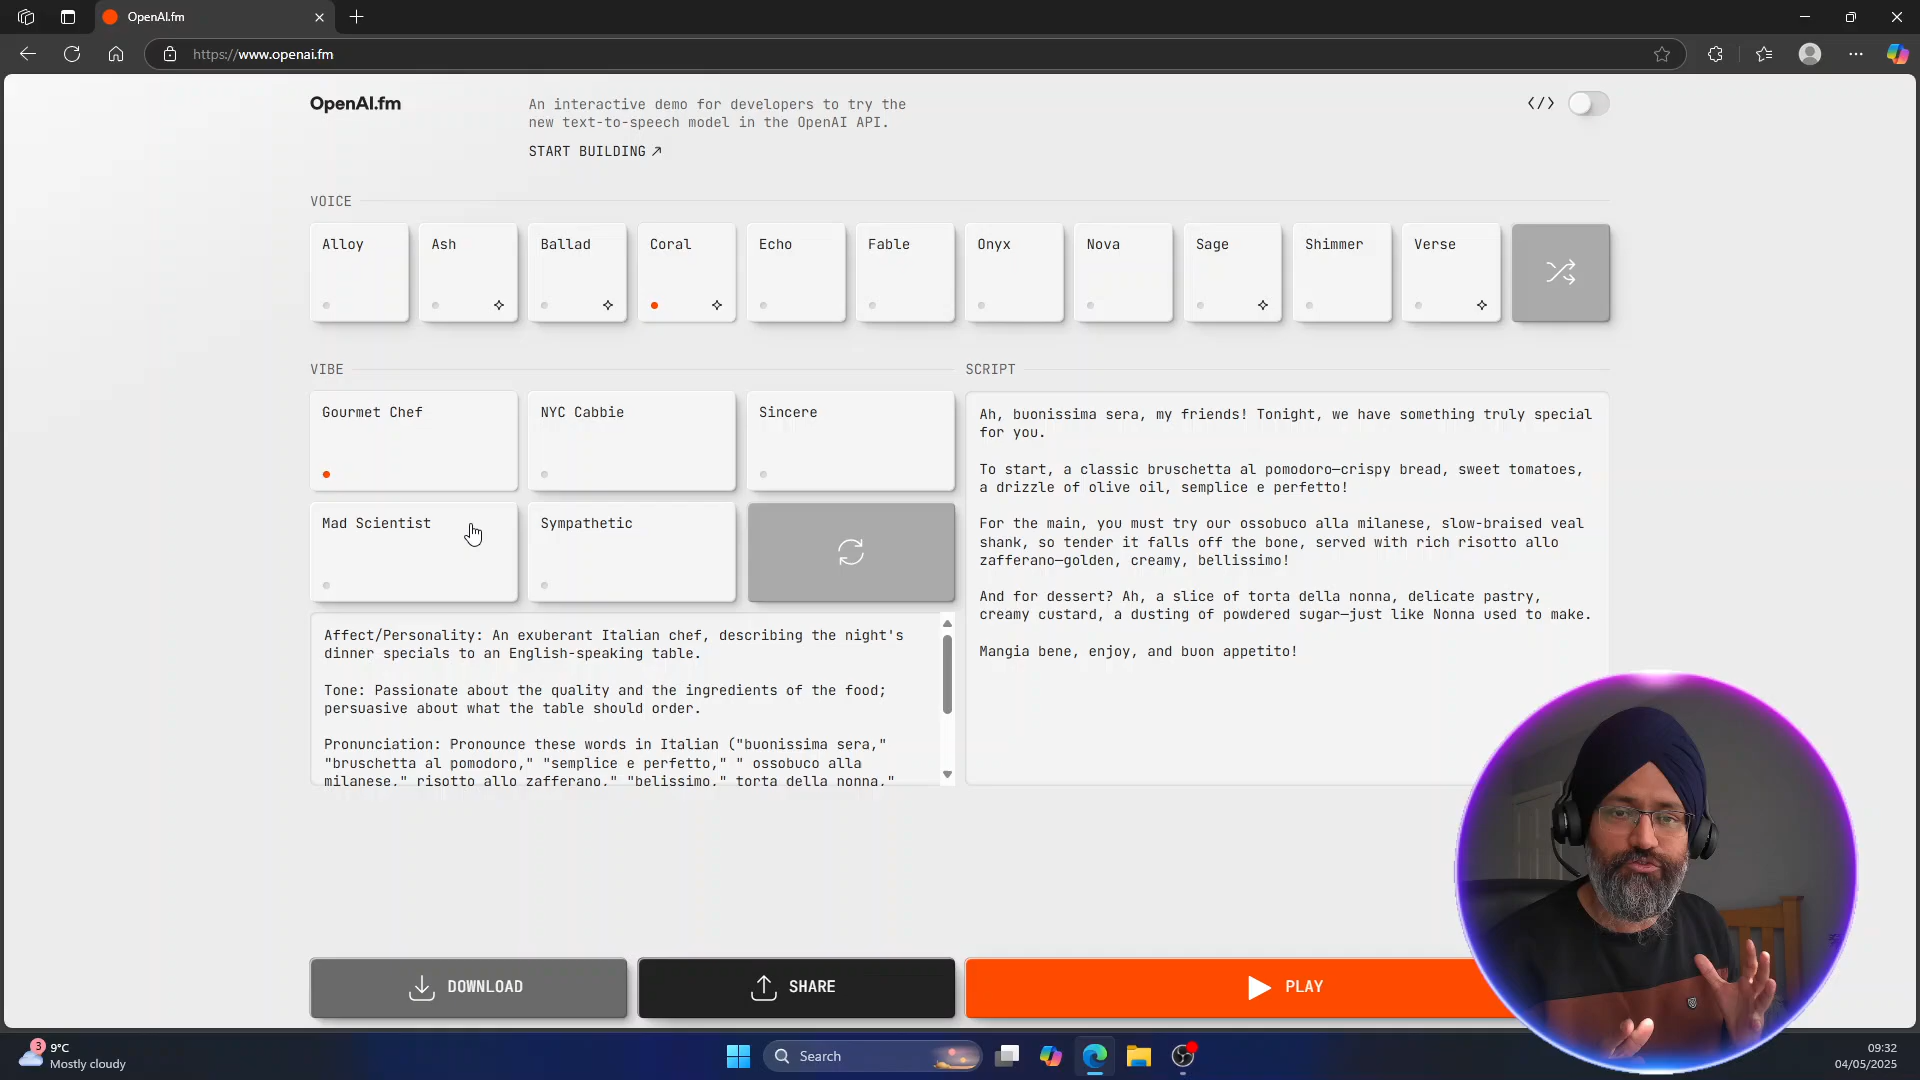 OpenAI.fm
https://www.openai.fm
OpenAI.fm
An interactive demo for developers to try the
new text-to-speech model in the OpenAI API.
START BUILDING ↗
</>
VOICE
Alloy
Ash
Ballad
Coral
Echo
Fable
Onyx
Nova
Sage
Shimmer
Verse
VIBE
Gourmet Chef
NYC Cabbie
Sincere
Mad Scientist
Sympathetic
Affect/Personality: An exuberant Italian chef, describing the night's
dinner specials to an English-speaking table.
Tone: Passionate about the quality and the ingredients of the food;
persuasive about what the table should order.
Pronunciation: Pronounce these words in Italian ("buonissima sera,"
"bruschetta al pomodoro," "semplice e perfetto," " ossobuco alla
milanese," risotto allo zafferano," "belissimo," torta della nonna,"
SCRIPT
Ah, buonissima sera, my friends! Tonight, we have something truly special
for you.
To start, a classic bruschetta al pomodoro—crispy bread, sweet tomatoes,
a drizzle of olive oil, semplice e perfetto!
For the main, you must try our ossobuco alla milanese, slow-braised veal
shank, so tender it falls off the bone, served with rich risotto allo
zafferano—golden, creamy, bellissimo!
And for dessert? Ah, a slice of torta della nonna, delicate pastry,
creamy custard, a dusting of powdered sugar—just like Nonna used to make.
Mangia bene, enjoy, and buon appetito!
DOWNLOAD
SHARE
PLAY
3
9°C
Mostly cloudy
Search
09:32
04/05/2025